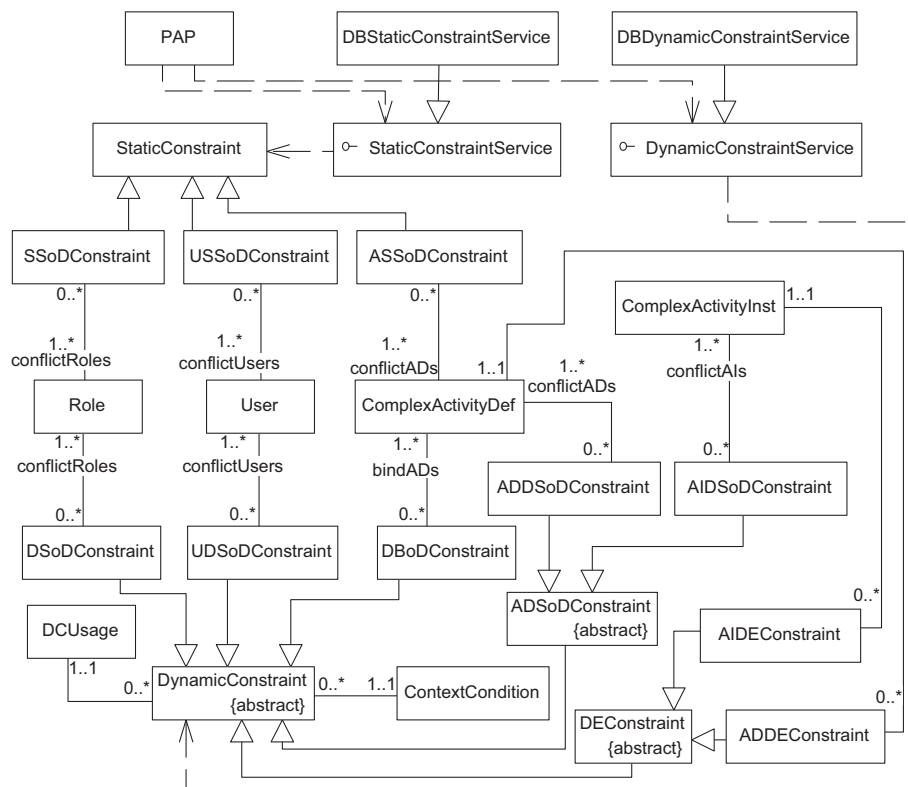 PAP
DBStaticConstraintService
DBDynamicConstraintService
StaticConstraint
StaticConstraintService
DynamicConstraintService
SSoDConstraint
USSoDConstraint
ASSoDConstraint
0..*
0..*
0..*
ComplexActivityInst
1..1
1..*
1..*
1..*
1..*
conflictRoles
conflictUsers
conflictADs
1..1
1..*
conflictADs
conflictAIs
Role
User
ComplexActivityDef
1..*
1..*
1..*
conflictRoles
conflictUsers
bindADs
0..*
0..*
ADDSoDConstraint
AIDSoDConstraint
0..*
0..*
0..*
DSoDConstraint
UDSoDConstraint
DBoDConstraint
DCUsage
ADSoDConstraint
{abstract}
0..*
AIDEConstraint
1..1
0..*
DynamicConstraint
{abstract}
0..*
1..1
ContextCondition
0..*
DEConstraint
{abstract}
ADDEConstraint